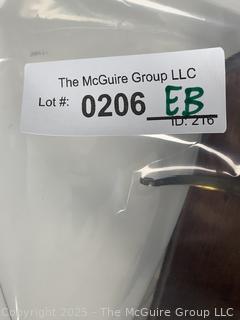 The McGuire Group LLC
Lot #: 0206 EB
ID: 216
Copyright 2025 - The McGuire Group LLC